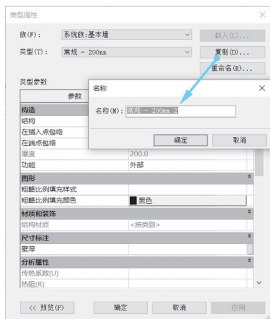 类型属性
族(F): 系统族:基本墙 载入(L)...
类型(T): 常规 - 200mm 复制(D)...
重命名(R)...
类型参数
参数
名称
名称(N): 常规 - 200mm 2
确定 取消
构造
结构
在插入点包络
在端点包络
厚度 200.0
功能 外部
图形
粗略比例填充样式
粗略比例填充颜色 黑色
材质和装饰
结构材质 <按类别>
尺寸标注
壁厚
分析属性
传热系数(U)
热阻(R)
<< 预览(P) 确定 取消 应用